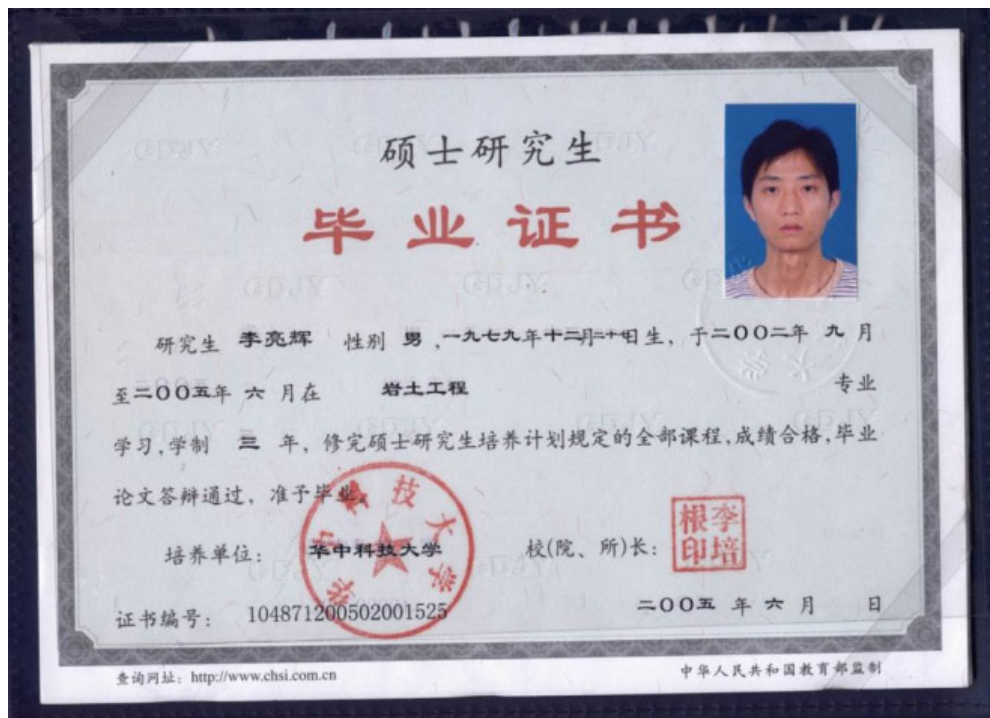 硕士研究生
毕业证书
研究生 李亮辉 性别 男 ,一九七九年十二月二十日生, 于二〇〇二年 九 月
至二〇〇五年 六 月在 岩土工程 专业
学习,学制 三 年, 修完硕士研究生培养计划规定的全部课程,成绩合格,毕业
论文答辩通过, 准予毕业。
培养单位: 华中科技大学 校(院、所)长: 李培根印
证书编号: 104871200502001525 二〇〇五 年 六 月 日
查询网址: http://www.chsi.com.cn 中华人民共和国教育部监制
华中科技大学